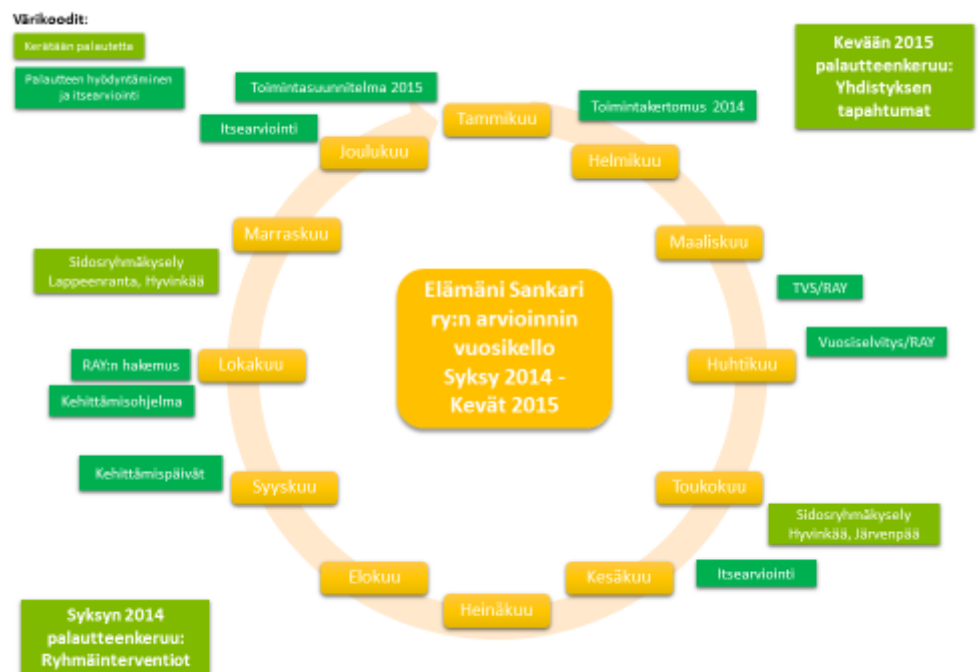 Värikoodit:
Kerätään palautetta
Palautteen hyödyntäminen
ja itsearviointi
Kevään 2015
palautteenkeruu:
Yhdistyksen
tapahtumat
Toimintasuunnitelma 2015
Tammikuu
Toimintakertomus 2014
Itsearviointi
Joulukuu
Helmikuu
Marraskuu
Maaliskuu
Sidosryhmäkysely
Lappeenranta, Hyvinkää
TVS/RAY
Elämäni Sankari
ry:n arvioinnin
vuosikello
Syksy 2014 -
Kevät 2015
Vuosiselvitys/RAY
RAY:n hakemus
Lokakuu
Huhtikuu
Kehittämisohjelma
Kehittämispäivät
Syyskuu
Toukokuu
Sidosryhmäkysely
Hyvinkää, Järvenpää
Elokuu
Kesäkuu
Itsearviointi
Heinäkuu
Syksyn 2014
palautteenkeruu:
Ryhmäinterventiot